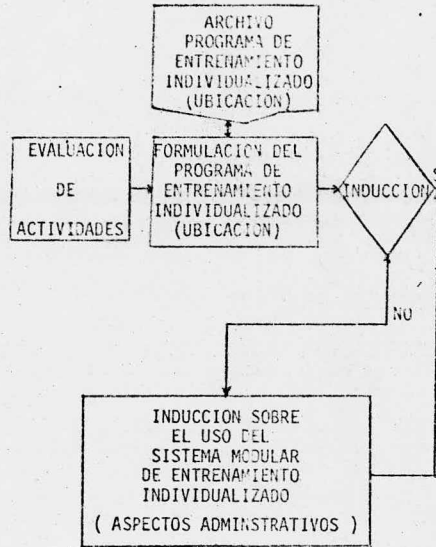 ARCHIVO
PROGRAMA DE
ENTRENAMIENTO
INDIVIDUALIZADO
(UBICACION)
EVALUACION
DE
ACTIVIDADES
FORMULACION DEL
PROGRAMA DE
ENTRENAMIENTO
INDIVIDUALIZADO
(UBICACION)
INDUCCION
NO
INDUCCION SOBRE
EL USO DEL
SISTEMA MODULAR
DE ENTRENAMIENTO
INDIVIDUALIZADO
( ASPECTOS ADMINSTRATIVOS )